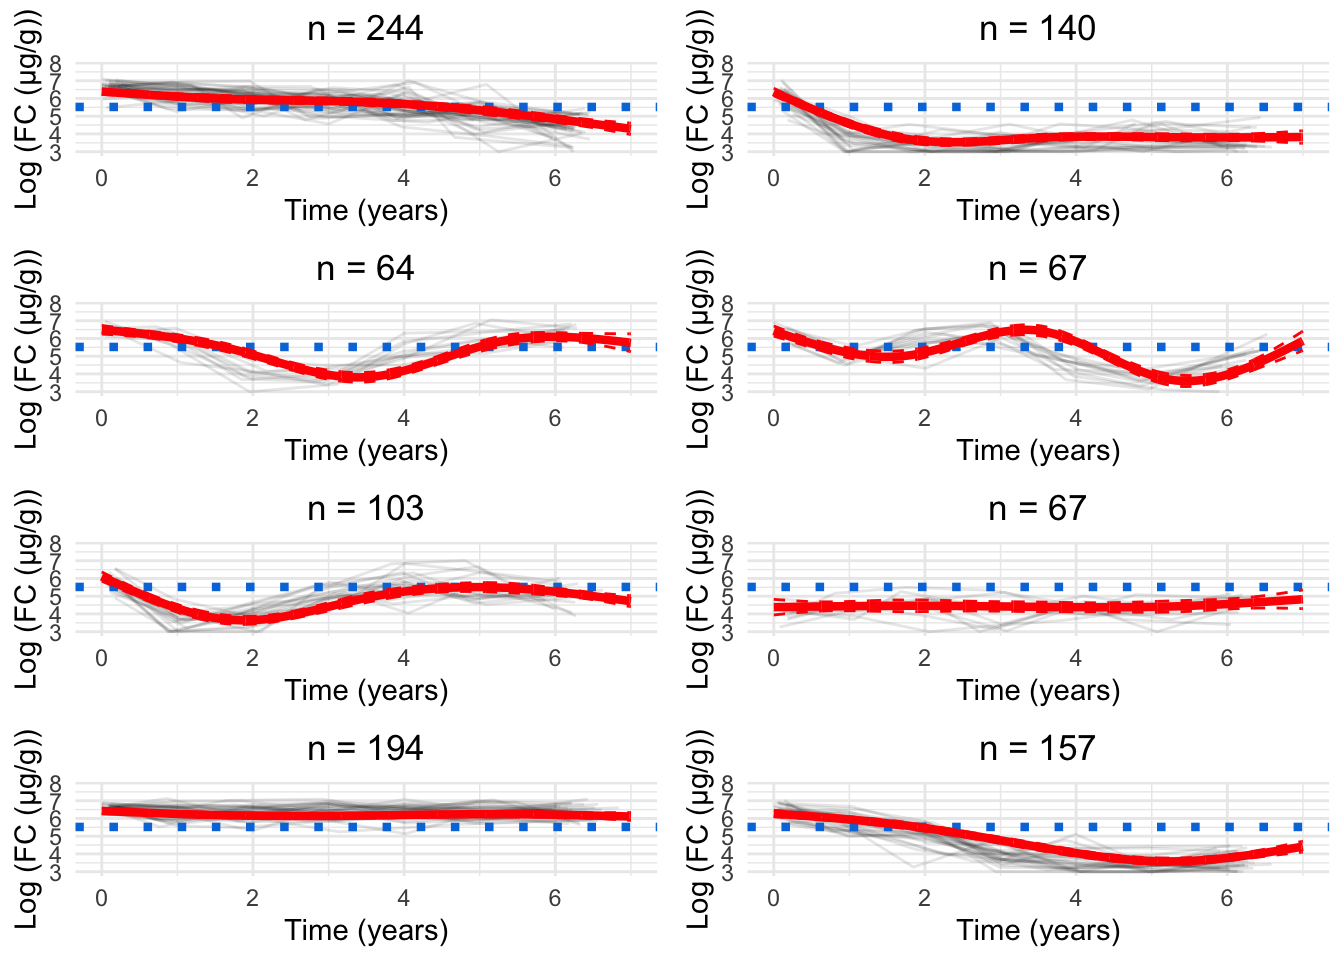 n = 244
Log (FC (μg/g))
8
7
6
5
4
3
0 2 4 6
Time (years)
n = 140
Log (FC (μg/g))
8
7
6
5
4
3
0 2 4 6
Time (years)
n = 64
Log (FC (μg/g))
8
7
6
5
4
3
0 2 4 6
Time (years)
n = 67
Log (FC (μg/g))
8
7
6
5
4
3
0 2 4 6
Time (years)
n = 103
Log (FC (μg/g))
8
7
6
5
4
3
0 2 4 6
Time (years)
n = 67
Log (FC (μg/g))
8
7
6
5
4
3
0 2 4 6
Time (years)
n = 194
Log (FC (μg/g))
8
7
6
5
4
3
0 2 4 6
Time (years)
n = 157
Log (FC (μg/g))
8
7
6
5
4
3
0 2 4 6
Time (years)